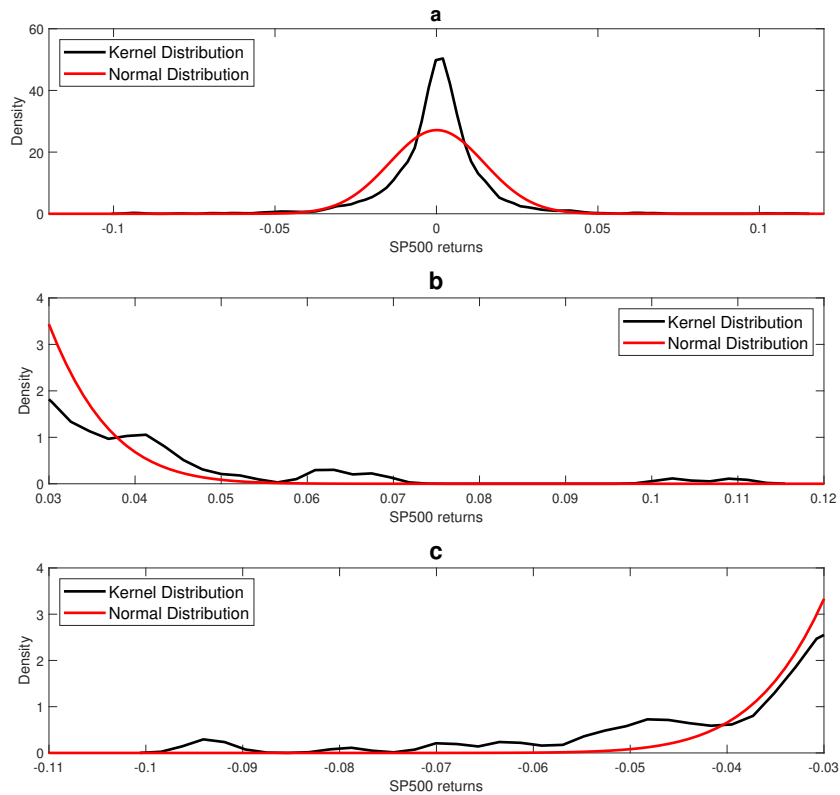 a
60
40
20
0
Density
Kernel Distribution
Normal Distribution
-0.1 -0.05 0 0.05 0.1
SP500 returns
b
4
3
2
1
0
Density
Kernel Distribution
Normal Distribution
0.03 0.04 0.05 0.06 0.07 0.08 0.09 0.1 0.11 0.12
SP500 returns
c
4
3
2
1
0
Density
Kernel Distribution
Normal Distribution
-0.11 -0.1 -0.09 -0.08 -0.07 -0.06 -0.05 -0.04 -0.03
SP500 returns